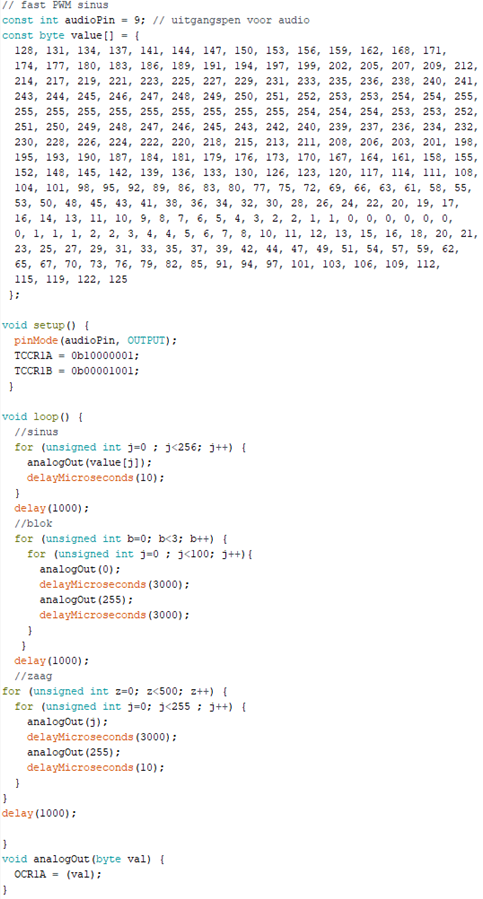 // fast PWM sinus
const int audioPin = 9; // uitgangspen voor audio
const byte value[] = {
128, 131, 134, 137, 141, 144, 147, 150, 153, 156, 159, 162, 168, 171,
174, 177, 180, 183, 186, 189, 191, 194, 197, 199, 202, 205, 207, 209, 212,
214, 217, 219, 221, 223, 225, 227, 229, 231, 233, 235, 236, 238, 240, 241,
243, 244, 245, 246, 247, 248, 249, 250, 251, 252, 253, 253, 254, 254, 255,
255, 255, 255, 255, 255, 255, 255, 255, 255, 254, 254, 254, 253, 253, 252,
251, 250, 249, 248, 247, 246, 245, 243, 242, 240, 239, 237, 236, 234, 232,
230, 228, 226, 224, 222, 220, 218, 215, 213, 211, 208, 206, 203, 201, 198,
195, 193, 190, 187, 184, 181, 179, 176, 173, 170, 167, 164, 161, 158, 155,
152, 148, 145, 142, 139, 136, 133, 130, 126, 123, 120, 117, 114, 111, 108,
104, 101, 98, 95, 92, 89, 86, 83, 80, 77, 75, 72, 69, 66, 63, 61, 58, 55,
53, 50, 48, 45, 43, 41, 38, 36, 34, 32, 30, 28, 26, 24, 22, 20, 19, 17,
16, 14, 13, 11, 10, 9, 8, 7, 6, 5, 4, 3, 2, 2, 1, 1, 0, 0, 0, 0, 0, 0,
0, 1, 1, 1, 2, 2, 3, 4, 4, 5, 6, 7, 8, 10, 11, 12, 13, 15, 16, 18, 20, 21,
23, 25, 27, 29, 31, 33, 35, 37, 39, 42, 44, 47, 49, 51, 54, 57, 59, 62,
65, 67, 70, 73, 76, 79, 82, 85, 91, 94, 97, 101, 103, 106, 109, 112,
115, 119, 122, 125
};
void setup() {
pinMode(audioPin, OUTPUT);
TCCR1A = 0b10000001;
TCCR1B = 0b00001001;
}
void loop() {
//sinus
for (unsigned int j=0 ; j<256; j++) {
analogOut(value[j]);
delayMicroseconds(10);
}
delay(1000);
//blok
for (unsigned int b=0; b<3; b++) {
for (unsigned int j=0 ; j<100; j++){
analogOut(0);
delayMicroseconds(3000);
analogOut(255);
delayMicroseconds(3000);
}
}
delay(1000);
//zaag
for (unsigned int z=0; z<500; z++) {
for (unsigned int j=0; j<255 ; j++) {
analogOut(j);
delayMicroseconds(3000);
analogOut(255);
delayMicroseconds(10);
}
}
delay(1000);
}
void analogOut(byte val) {
OCR1A = (val);
}